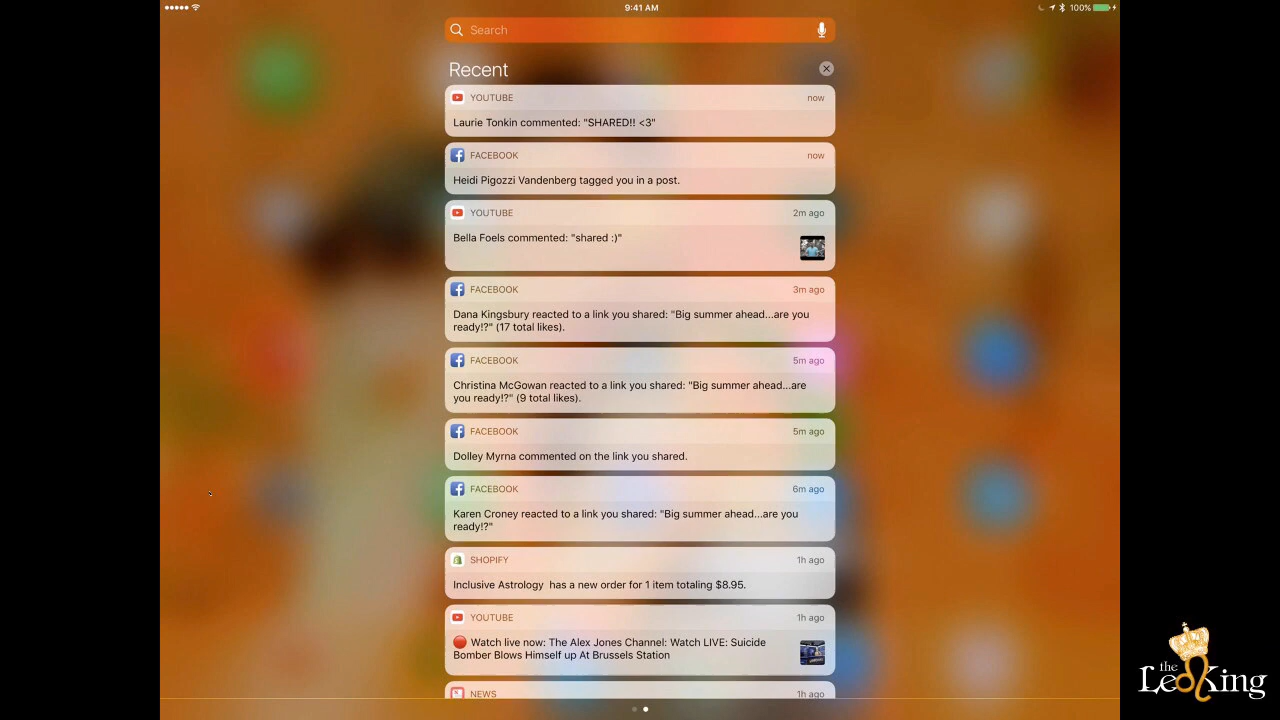 9:41 AM
100%
Search
Recent
YOUTUBE now
Laurie Tonkin commented: "SHARED!! <3"
FACEBOOK now
Heidi Pigozzi Vandenberg tagged you in a post.
YOUTUBE 2m ago
Bella Foels commented: "shared :)"
FACEBOOK 3m ago
Dana Kingsbury reacted to a link you shared: "Big summer ahead...are you
ready!?" (17 total likes).
FACEBOOK 5m ago
Christina McGowan reacted to a link you shared: "Big summer ahead...are
you ready!?" (9 total likes).
FACEBOOK 5m ago
Dolley Myrna commented on the link you shared.
FACEBOOK 6m ago
Karen Croney reacted to a link you shared: "Big summer ahead...are you
ready!?"
SHOPIFY 1h ago
Inclusive Astrology has a new order for 1 item totaling $8.95.
YOUTUBE 1h ago
🔴 Watch live now: The Alex Jones Channel: Watch LIVE: Suicide
Bomber Blows Himself up At Brussels Station
NEWS 1h ago
the
Leo King